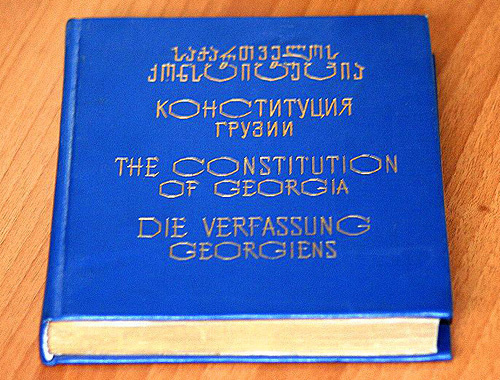 საქართველოს
კონსტიტუცია
КОНСТИТУЦИЯ
ГРУЗИИ
THE CONSTITUTION
OF GEORGIA
DIE VERFASSUNG
GEORGIENS